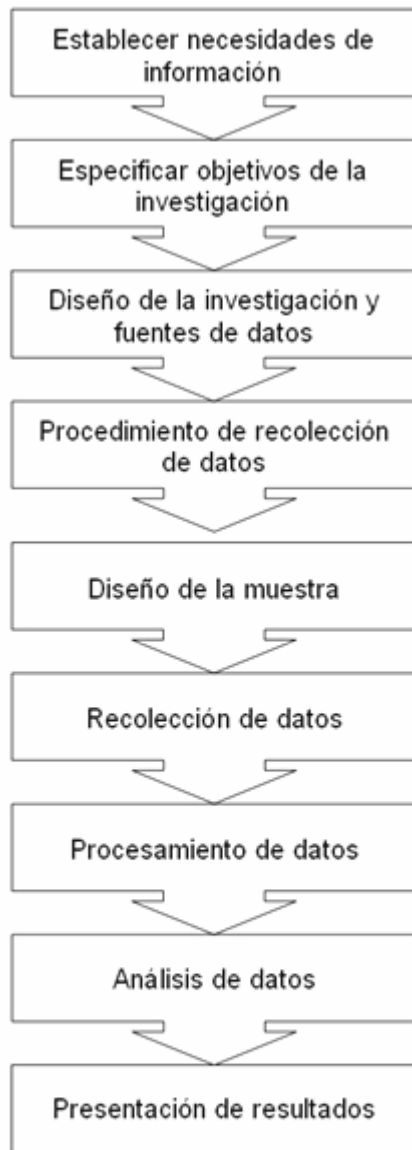 Establecer necesidades de
información
Especificar objetivos de la
investigación
Diseño de la investigación y
fuentes de datos
Procedimiento de recolección
de datos
Diseño de la muestra
Recolección de datos
Procesamiento de datos
Análisis de datos
Presentación de resultados